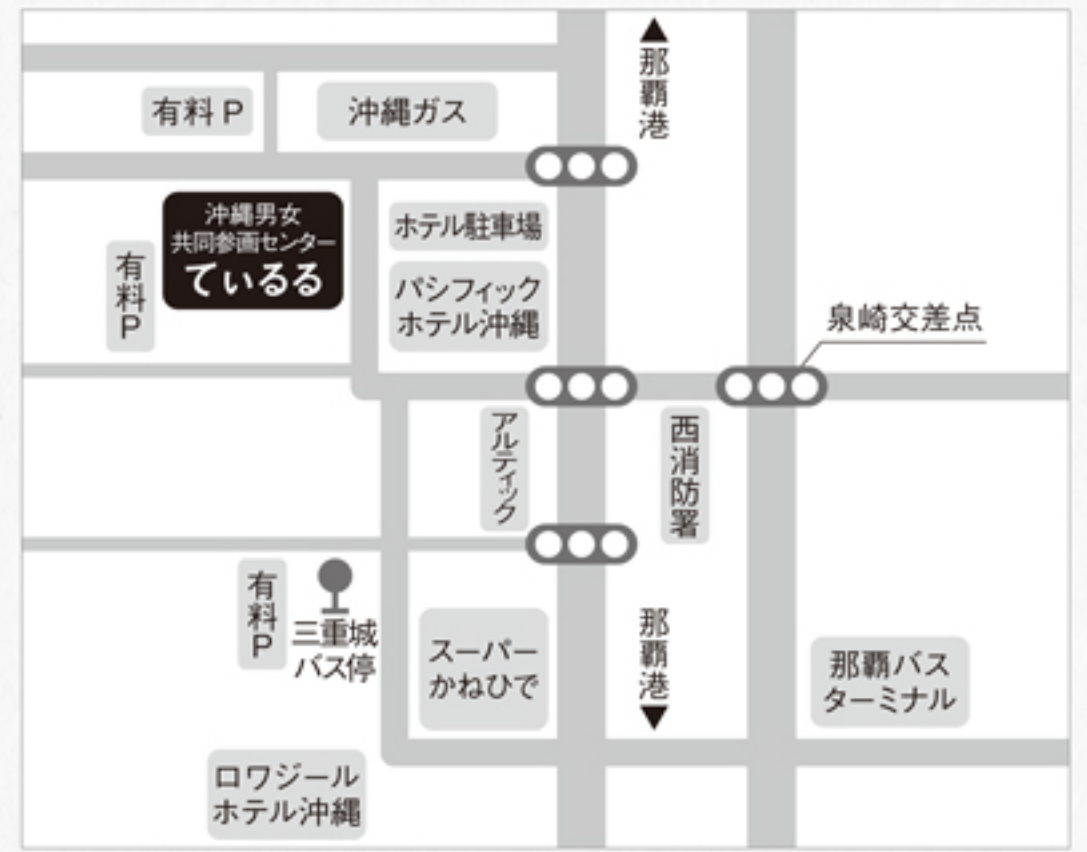 ▲那覇港
有料 P
沖縄ガス
沖縄男女
共同参画センター
ているる
ホテル駐車場
有料P
パシフィック
ホテル沖縄
泉崎交差点
アルティック
西消防署
有料P
三重城
バス停
スーパー
かねひで
那覇港▼
那覇バス
ターミナル
ロワジール
ホテル沖縄